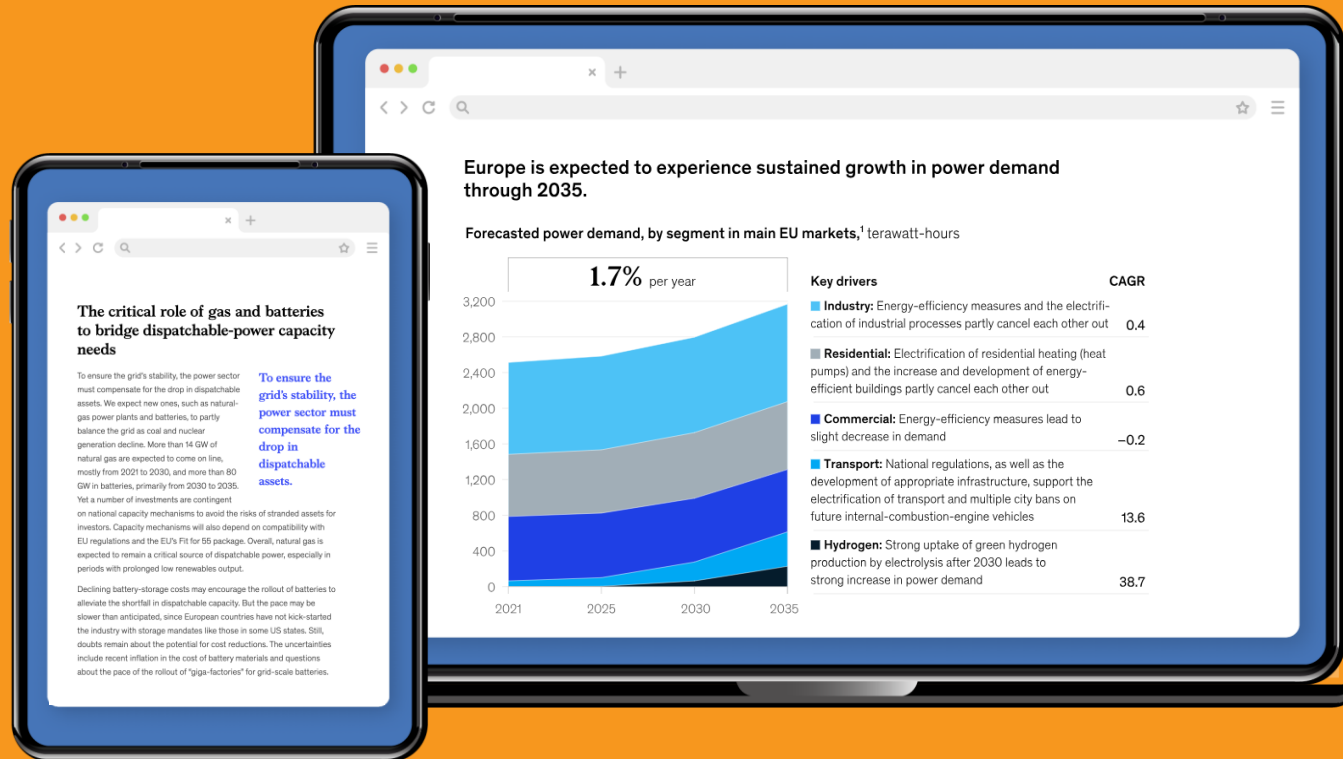 The critical role of gas and batteries
to bridge dispatchable-power capacity
needs
To ensure the grid's stability, the power sector
must compensate for the drop in dispatchable
assets. We expect new ones, such as natural-
gas power plants and batteries, to partly
balance the grid as coal and nuclear
generation decline. More than 14 GW of
natural gas are expected to come on line,
mostly from 2021 to 2030, and more than 80
GW in batteries, primarily from 2030 to 2035.
Yet a number of investments are contingent
on national capacity mechanisms to avoid the risks of stranded assets for
investors. Capacity mechanisms will also depend on compatibility with
EU regulations and the EU's Fit for 55 package. Overall, natural gas is
expected to remain a critical source of dispatchable power, especially in
periods with prolonged low renewables output.
To ensure the
grid's stability, the
power sector must
compensate for the
drop in
dispatchable
assets.
Declining battery-storage costs may encourage the rollout of batteries to
alleviate the shortfall in dispatchable capacity. But the pace may be
slower than anticipated, since European countries have not kick-started
the industry with storage mandates like those in some US states. Still,
doubts remain about the potential for cost reductions. The uncertainties
include recent inflation in the cost of battery materials and questions
about the pace of the rollout of "giga-factories" for grid-scale batteries.
Europe is expected to experience sustained growth in power demand
through 2035.
Forecasted power demand, by segment in main EU markets,¹ terawatt-hours
1.7% per year
3,200
2,800
2,400
2,000
1,600
1,200
800
400
0
2021 2025 2030 2035
Key drivers CAGR
Industry: Energy-efficiency measures and the electrifi-
cation of industrial processes partly cancel each other out 0.4
Residential: Electrification of residential heating (heat
pumps) and the increase and development of energy-
efficient buildings partly cancel each other out 0.6
Commercial: Energy-efficiency measures lead to
slight decrease in demand –0.2
Transport: National regulations, as well as the
development of appropriate infrastructure, support the
electrification of transport and multiple city bans on
future internal-combustion-engine vehicles 13.6
Hydrogen: Strong uptake of green hydrogen
production by electrolysis after 2030 leads to
strong increase in power demand 38.7